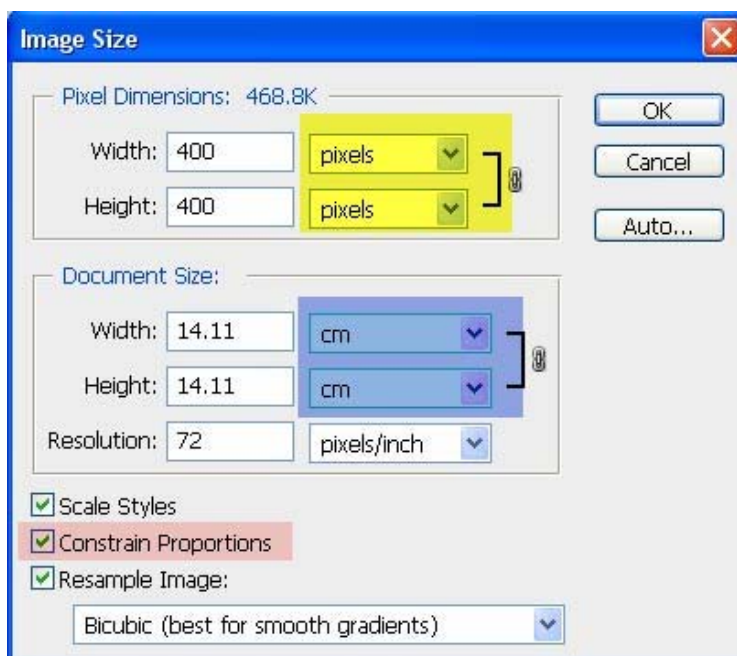 Image Size
Pixel Dimensions: 468.8K
Width: 400 pixels
Height: 400 pixels
OK
Cancel
Auto...
Document Size:
Width: 14.11 cm
Height: 14.11 cm
Resolution: 72 pixels/inch
Scale Styles
Constrain Proportions
Resample Image:
Bicubic (best for smooth gradients)